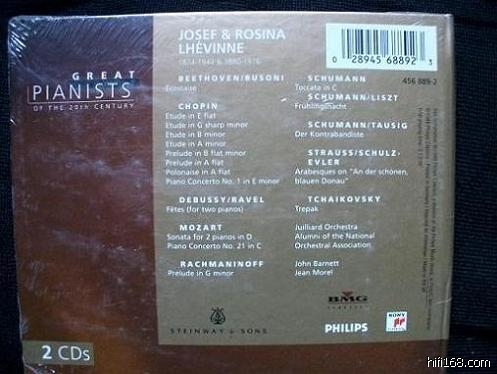 JOSEF & ROSINA
LHÉVINNE
1874-1944 & 1880-1976
0 28945 68892 3
456 889-2
GREAT
PIANISTS
OF THE 20TH CENTURY
BEETHOVEN/BUSONI
Ecossaise
CHOPIN
Etude in E flat
Etude in G sharp minor
Etude in B minor
Etude in A minor
Prelude in B flat minor
Prelude in A flat
Polonaise in A flat
Piano Concerto No. 1 in E minor
DEBUSSY/RAVEL
Fêtes (for two pianos)
MOZART
Sonata for 2 pianos in D
Piano Concerto No. 21 in C
RACHMANINOFF
Prelude in G minor
SCHUMANN
Toccata in C
SCHUMANN/LISZT
Frühlingsnacht
SCHUMANN/TAUSIG
Der Kontrabandiste
STRAUSS/SCHULZ-
EVLER
Arabesques on "An der schönen,
blauen Donau"
TCHAIKOVSKY
Trepak
Juilliard Orchestra
Alumni of the National
Orchestral Association
John Barnett
Jean Morel
STEINWAY & SONS
BMG
CLASSICS
PHILIPS
SONY
2 CDs
hifi168.com